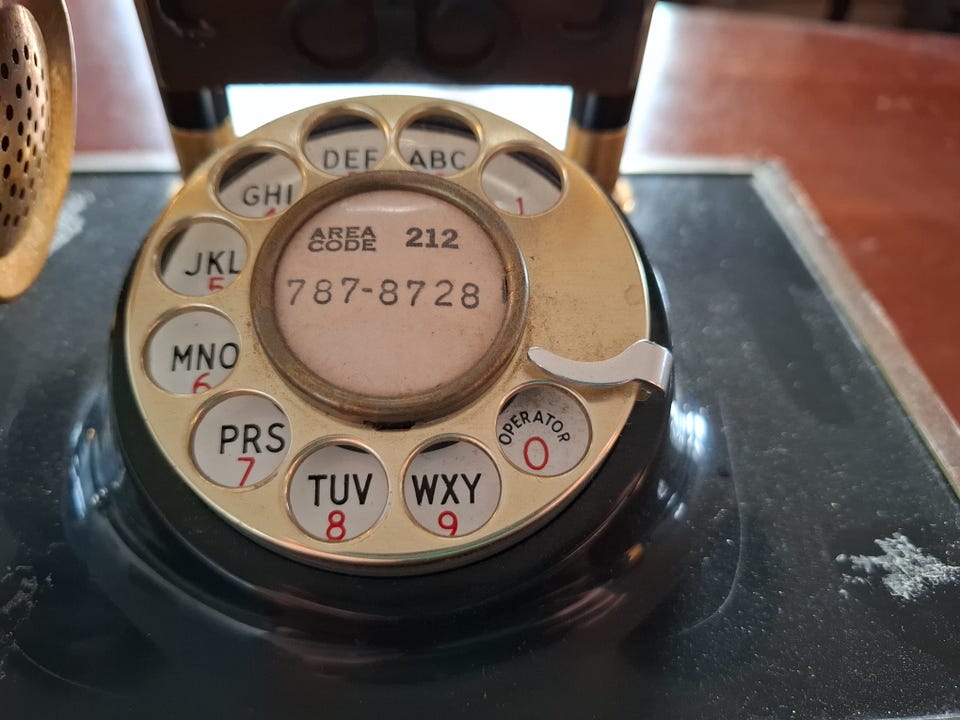 AREA CODE 212
787-8728
1
ABC
DEF
GHI
JKL
5
MNO
6
PRS
7
TUV
8
WXY
9
OPERATOR
0